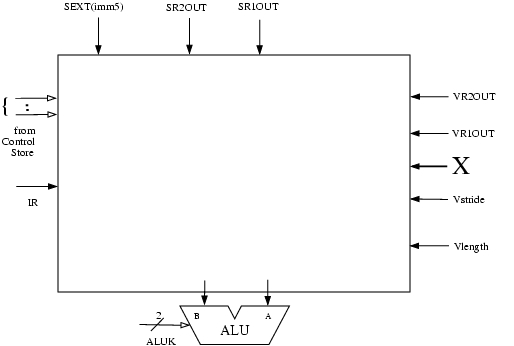 SEXT(imm5) SR2OUT SR1OUT
{ :
from
Control
Store
IR
VR2OUT
VR1OUT
X
Vstride
Vlength
B A
2
ALU
ALUK